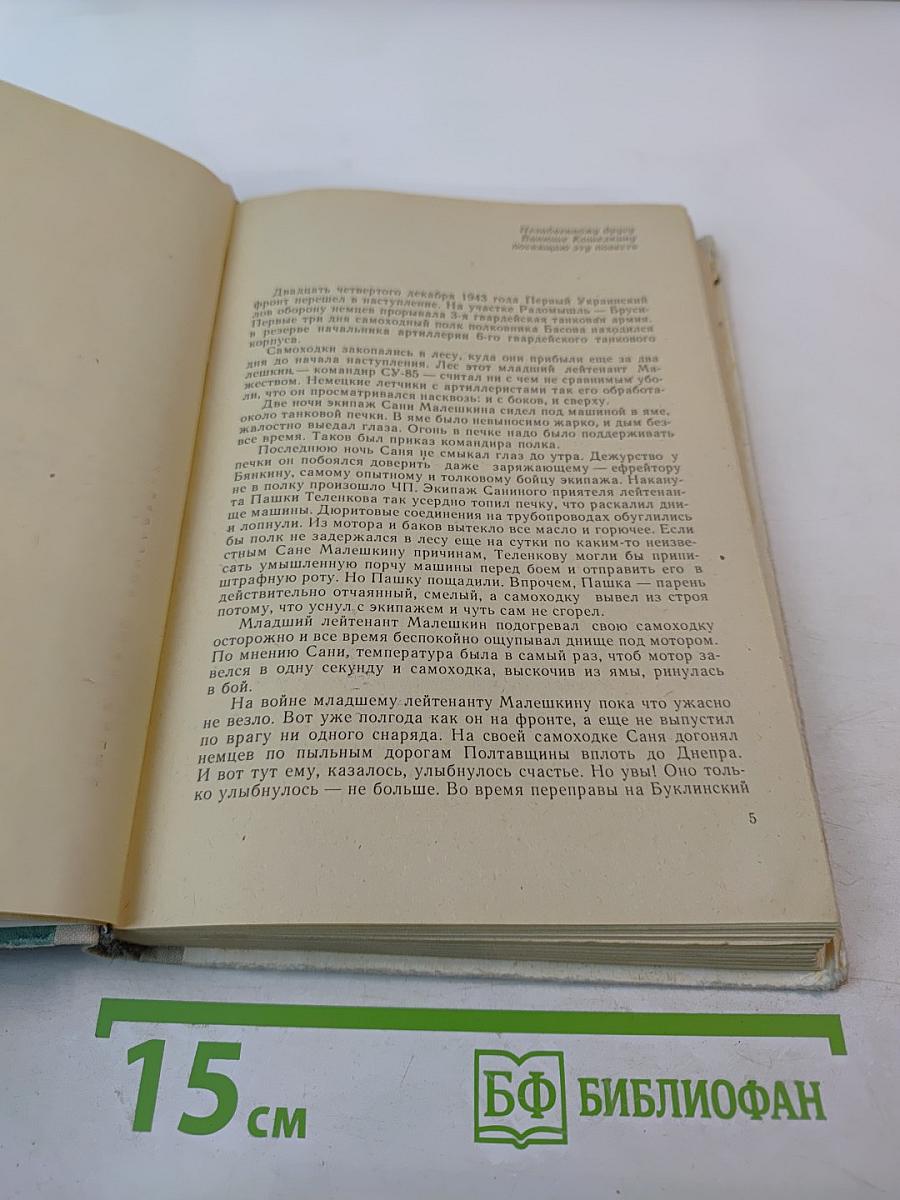 Незабвенному другу
Ванюше Кошелкину
посвящаю эту повесть
Двадцать четвертого декабря 1943 года Первый Украинский
фронт перешел в наступление. На участке Радомышль — Бруси-
лов оборону немцев прорывала 3-я гвардейская танковая армия.
Первые три дня самоходный полк полковника Басова находился
в резерве начальника артиллерии 6-го гвардейского танкового
корпуса.
Самоходки закопались в лесу, куда они прибыли еще за два
дня до начала наступления. Лес этот младший лейтенант Ма-
лешкин — командир СУ-85 — считал ни с чем не сравнимым убо-
жеством. Немецкие летчики с артиллеристами так его обработа-
ли, что он просматривался насквозь: и с боков, и сверху.
Две ночи экипаж Сани Малешкина сидел под машиной в яме,
около танковой печки. В яме было невыносимо жарко, и дым без-
жалостно выедал глаза. Огонь в печке надо было поддерживать
все время. Таков был приказ командира полка.
Последнюю ночь Саня не смыкал глаз до утра. Дежурство у
печки он побоялся доверить даже заряжающему — ефрейтору
Бянкину, самому опытному и толковому бойцу экипажа. Накану-
не в полку произошло ЧП. Экипаж Саниного приятеля лейтенан-
та Пашки Теленкова так усердно топил печку, что раскалил дни-
ще машины. Дюритовые соединения на трубопроводах обуглились
и лопнули. Из мотора и баков вытекло все масло и горючее. Если
бы полк не задержался в лесу еще на сутки по каким-то неизве-
стным Сане Малешкину причинам, Теленкову могли бы припи-
сать умышленную порчу машины перед боем и отправить его в
штрафную роту. Но Пашку пощадили. Впрочем, Пашка — парень
действительно отчаянный, смелый, а самоходку вывел из строя
потому, что уснул с экипажем и чуть сам не сгорел.
Младший лейтенант Малешкин подогревал свою самоходку
осторожно и все время беспокойно ощупывал днище под мотором.
По мнению Сани, температура была в самый раз, чтоб мотор за-
велся в одну секунду и самоходка, выскочив из ямы, ринулась
в бой.
На войне младшему лейтенанту Малешкину пока что ужасно
не везло. Вот уже полгода как он на фронте, а еще не выпустил
по врагу ни одного снаряда. На своей самоходке Саня догонял
немцев по пыльным дорогам Полтавщины вплоть до Днепра.
И вот тут ему, казалось, улыбнулось счастье. Но увы! Оно толь-
ко улыбнулось — не больше. Во время переправы на Буклинский
5
15 см
БФ БИБЛИОФАН